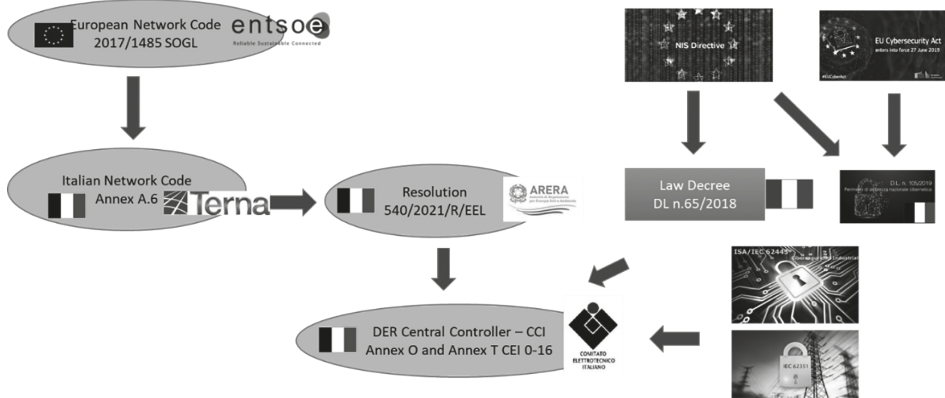 European Network Code
2017/1485 SOGL
entsoe
Reliable Sustainable Connected
Italian Network Code
Annex A.6
Terna
Resolution
540/2021/R/EEL
ARERA
DER Central Controller – CCI
Annex O and Annex T CEI 0-16
COMITATO
ELETTROTECNICO
ITALIANO
NIS Directive
EU Cybersecurity Act
enters into force 27 June 2019
Law Decree
DL n.65/2018
D.L. n. 105/2019
ISA/IEC 62443
IEC 62351